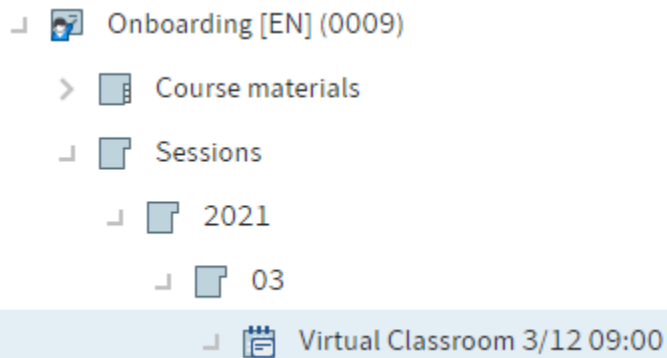 Onboarding [EN] (0009)
Course materials
Sessions
2021
03
Virtual Classroom 3/12 09:00